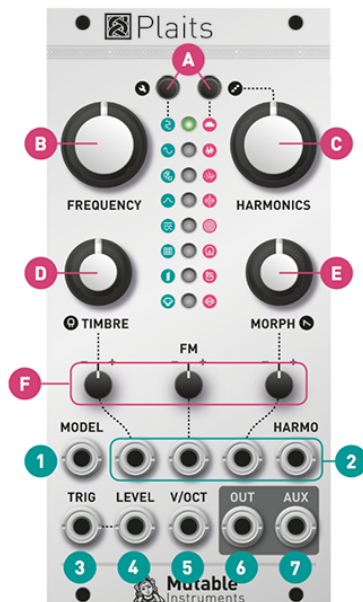 Plaits
A
B
C
FREQUENCY
HARMONICS
D
E
TIMBRE
MORPH
F
- +
FM
- +
MODEL
HARMO
1
2
TRIG
LEVEL
V/OCT
OUT
AUX
3
4
5
6
7
Mutable
Instruments